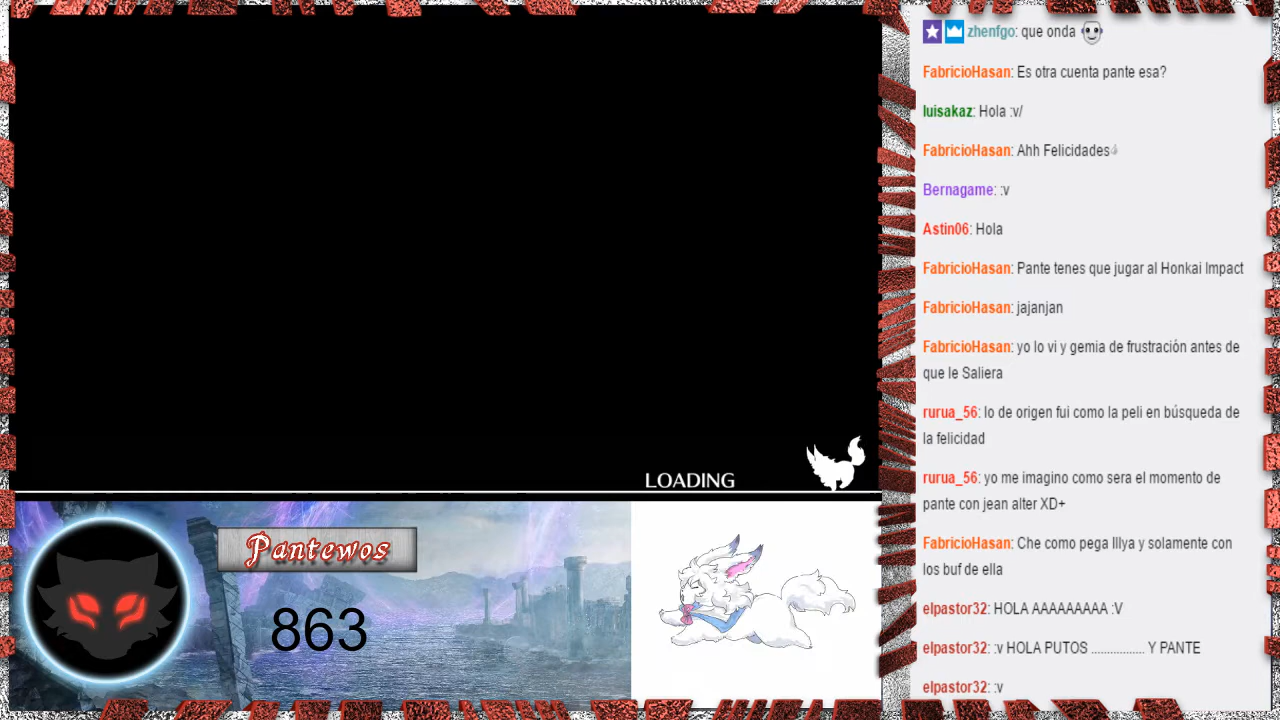 LOADING
Pantewos
863
zhenfgo: que onda
FabricioHasan: Es otra cuenta pante esa?
luisakaz: Hola :v/
FabricioHasan: Ahh Felicidades
Bernagame: :v
Astin06: Hola
FabricioHasan: Pante tenes que jugar al Honkai Impact
FabricioHasan: jajanjan
FabricioHasan: yo lo vi y gemia de frustración antes de
que le Saliera
rurua_56: lo de origen fui como la peli en búsqueda de
la felicidad
rurua_56: yo me imagino como sera el momento de
pante con jean alter XD+
FabricioHasan: Che como pega Illya y solamente con
los buf de ella
elpastor32: HOLA AAAAAAAAA :V
elpastor32: :v HOLA PUTOS ................. Y PANTE
elpastor32: :v